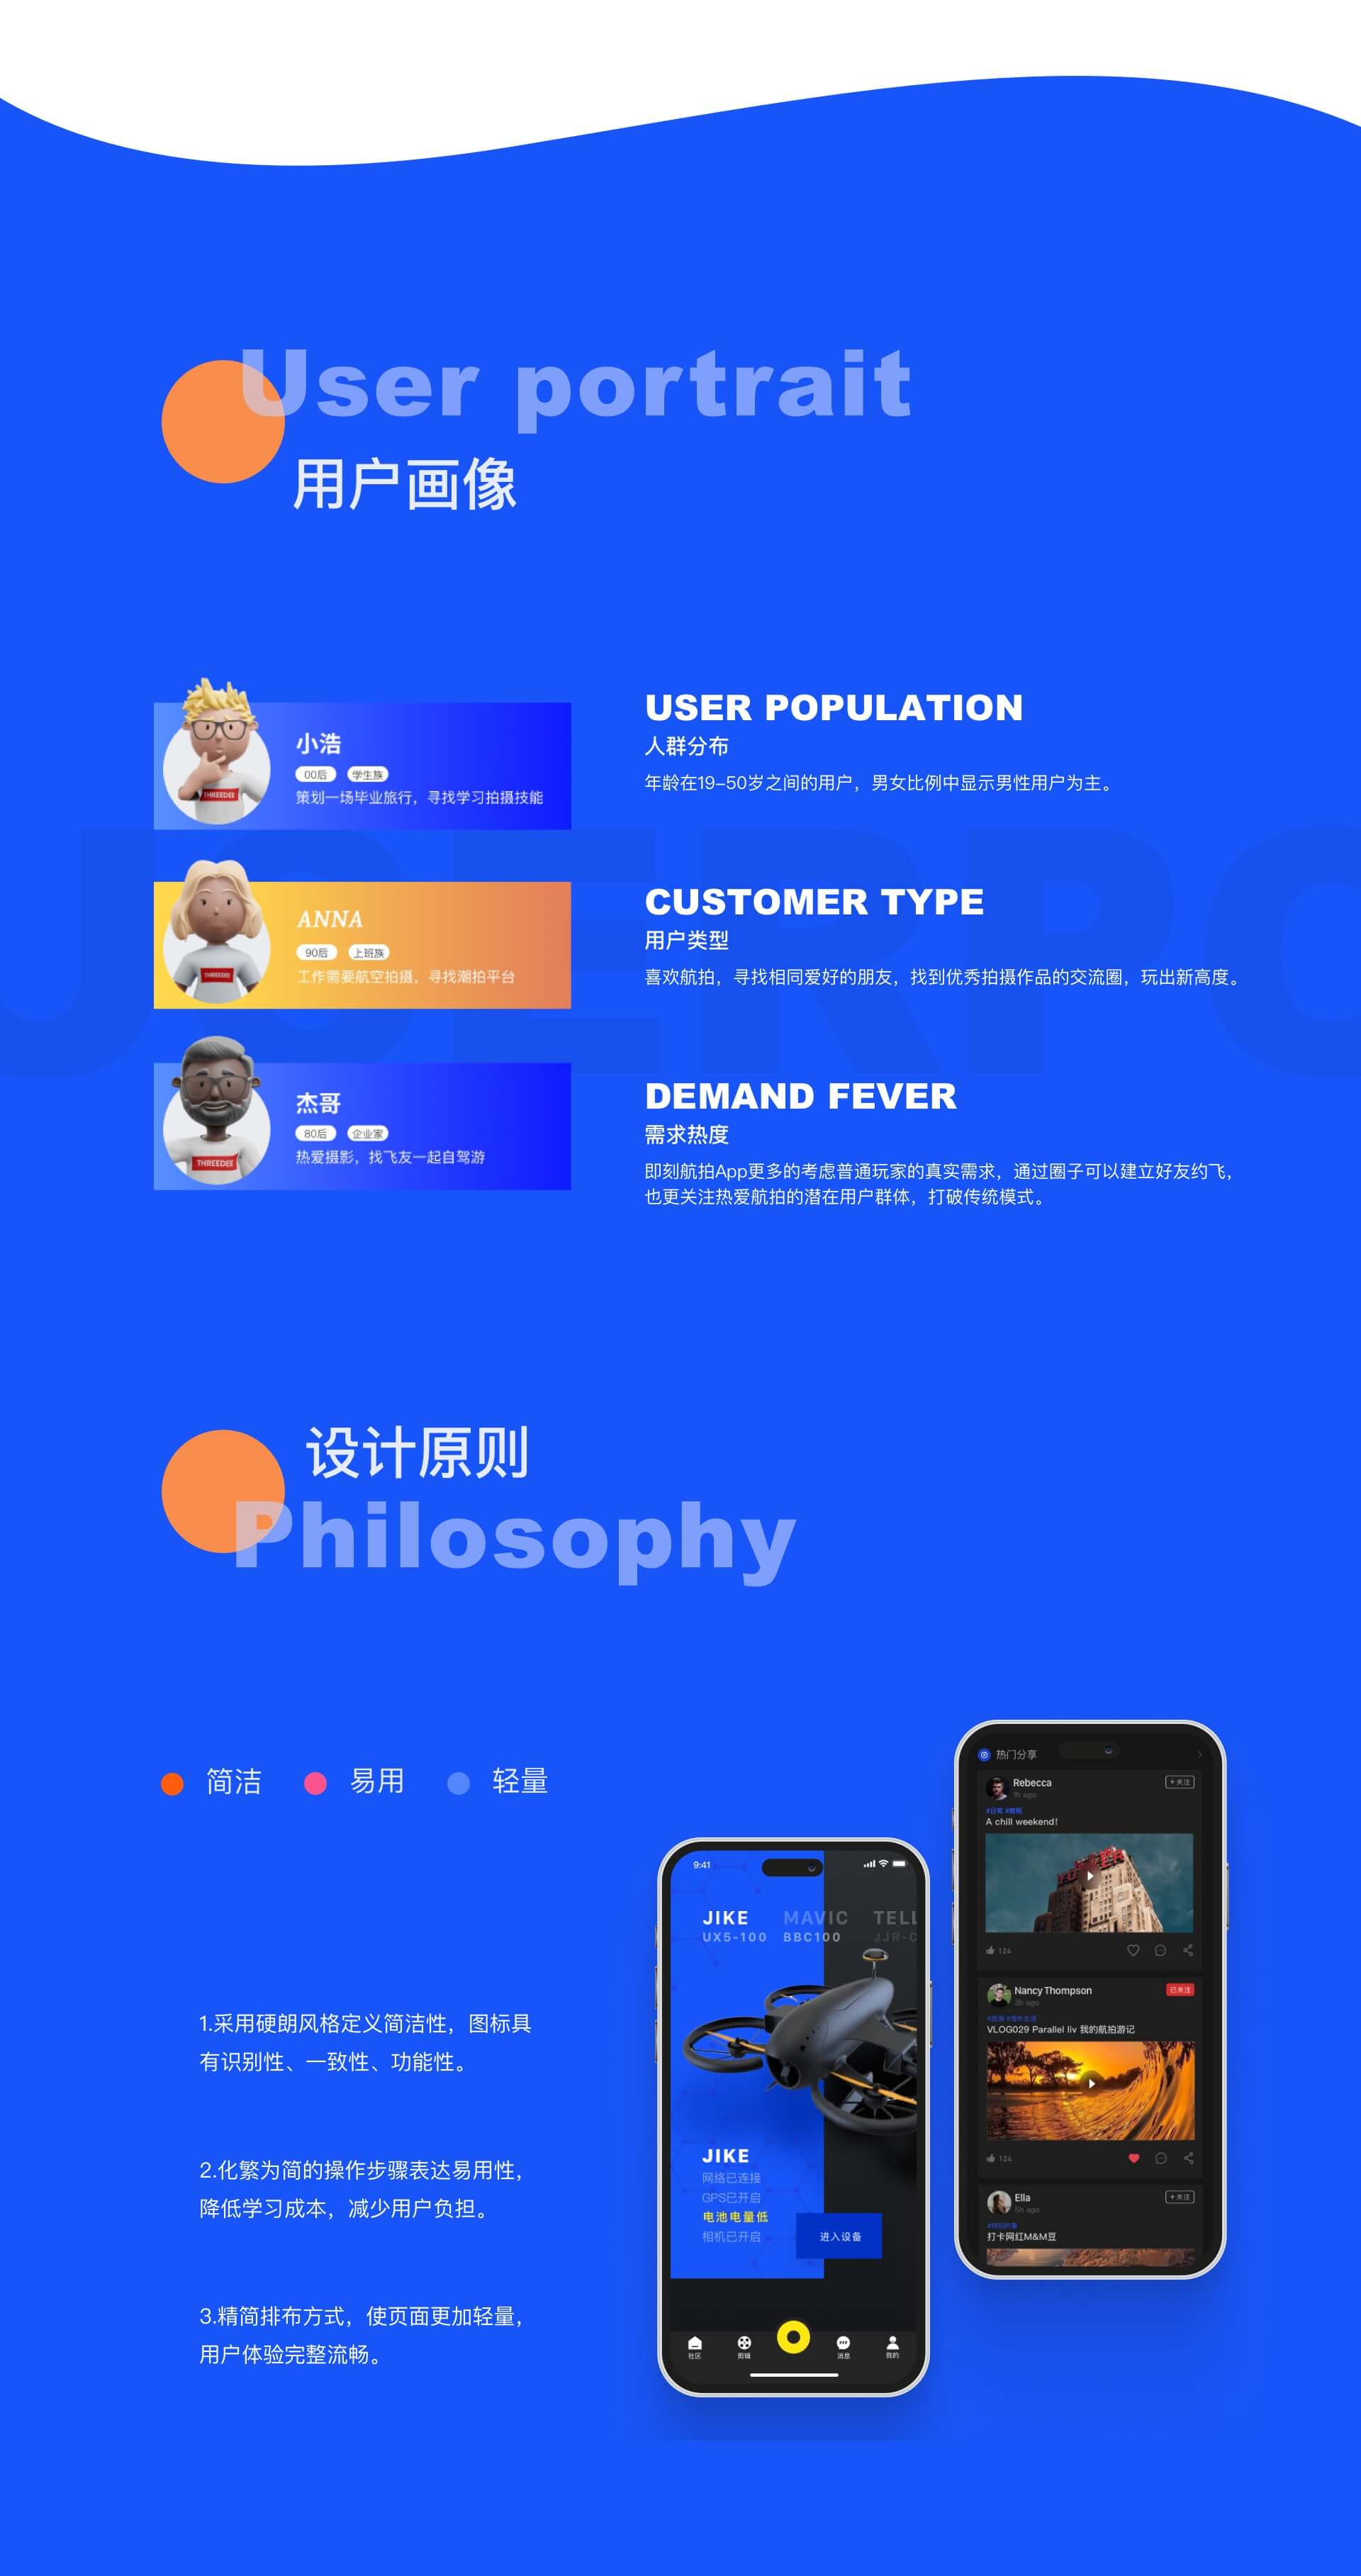 User portrait
用户画像
小浩
00后 学生族
策划一场毕业旅行，寻找学习拍摄技能
THREEDEE
ANNA
90后 上班族
工作需要航空拍摄，寻找潮拍平台
THREEDEE
杰哥
80后 企业家
热爱摄影，找飞友一起自驾游
THREEDEE
USER POPULATION
人群分布
年龄在19-50岁之间的用户，男女比例中显示男性用户为主。
CUSTOMER TYPE
用户类型
喜欢航拍，寻找相同爱好的朋友，找到优秀拍摄作品的交流圈，玩出新高度。
DEMAND FEVER
需求热度
即刻航拍App更多的考虑普通玩家的真实需求，通过圈子可以建立好友约飞，
也更关注热爱航拍的潜在用户群体，打破传统模式。
USERPO
设计原则
Philosophy
简洁 易用 轻量
1.采用硬朗风格定义简洁性，图标具
有识别性、一致性、功能性。
2.化繁为简的操作步骤表达易用性，
降低学习成本，减少用户负担。
3.精简排布方式，使页面更加轻量，
用户体验完整流畅。
9:41
JIKE MAVIC TELL
UX5-100 BBC100 JJR-C
JIKE
网络已连接
GPS已开启
电池电量低
相机已开启
进入设备
社区 剪辑 消息 我的
热门分享
Rebecca
+关注
1h ago
A chill weekend!
124
Nancy Thompson
已关注
3h ago
VLOG029 Parallel liv 我的航拍游记
124
Ella
+关注
5h ago
打卡网红M&M豆